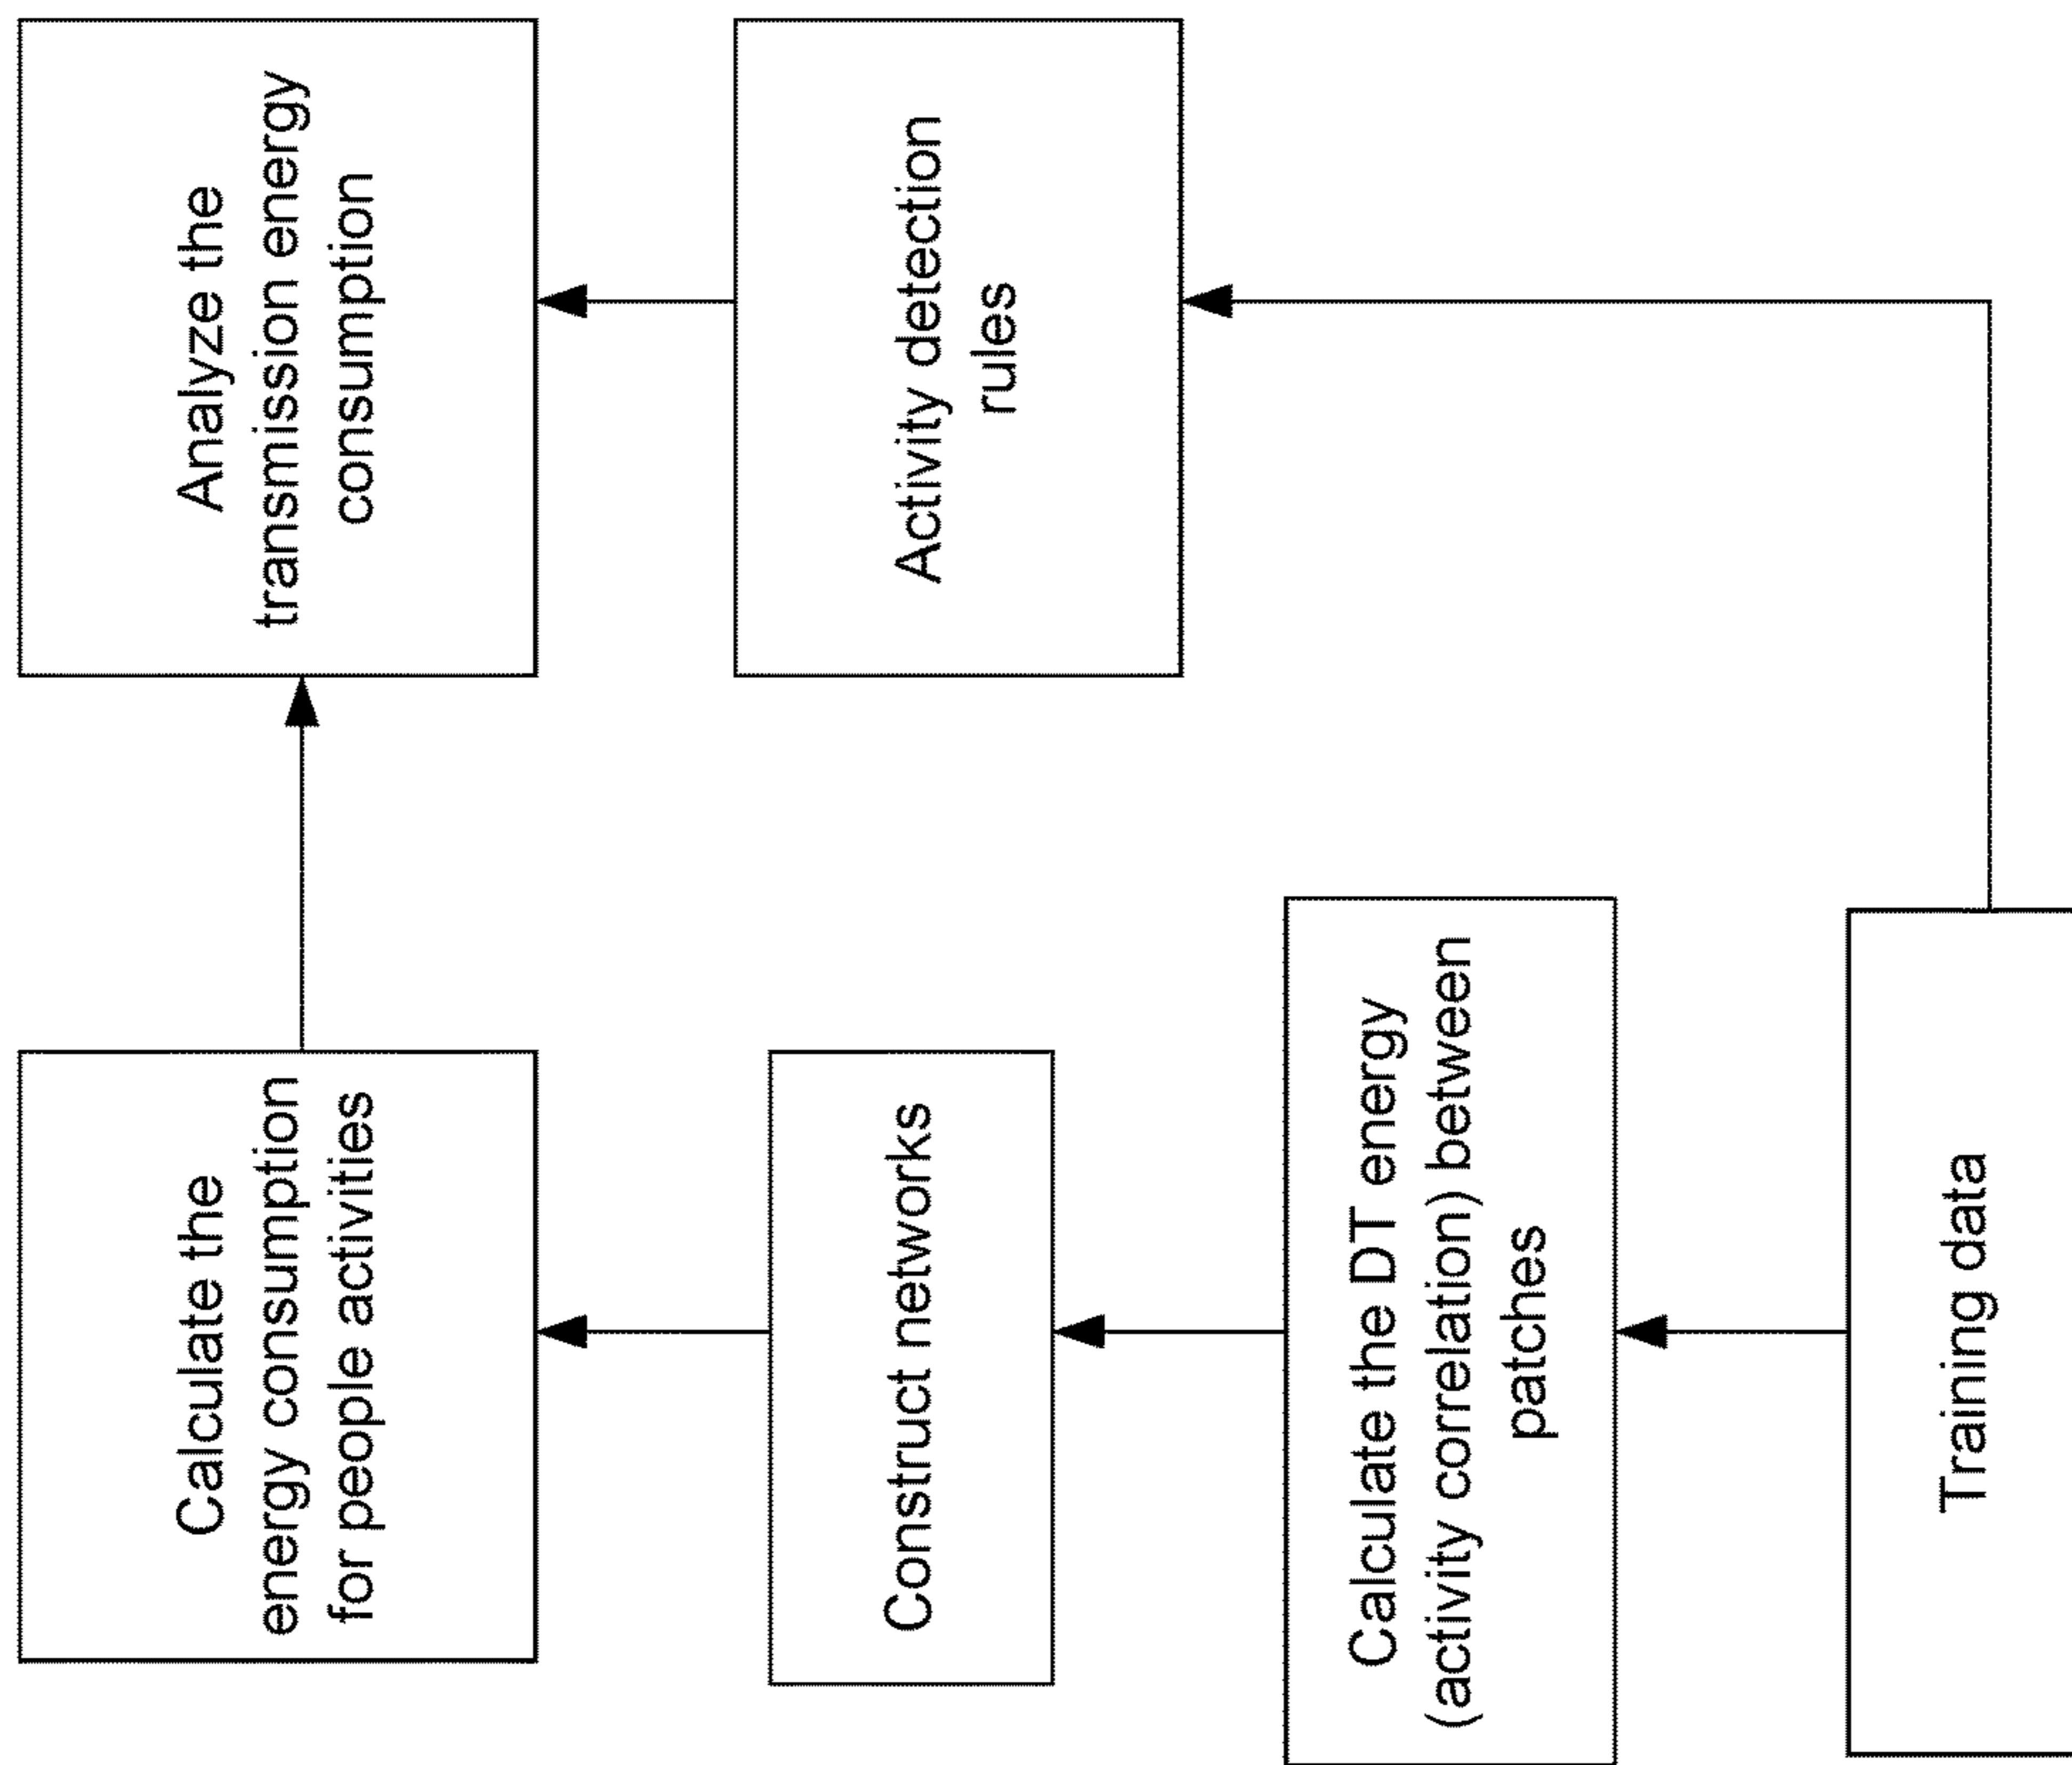 Training data
Calculate the DT energy
(activity correlation) between
patches
Construct networks
Calculate the
energy consumption
for people activities
Activity detection
rules
Analyze the
transmission energy
consumption